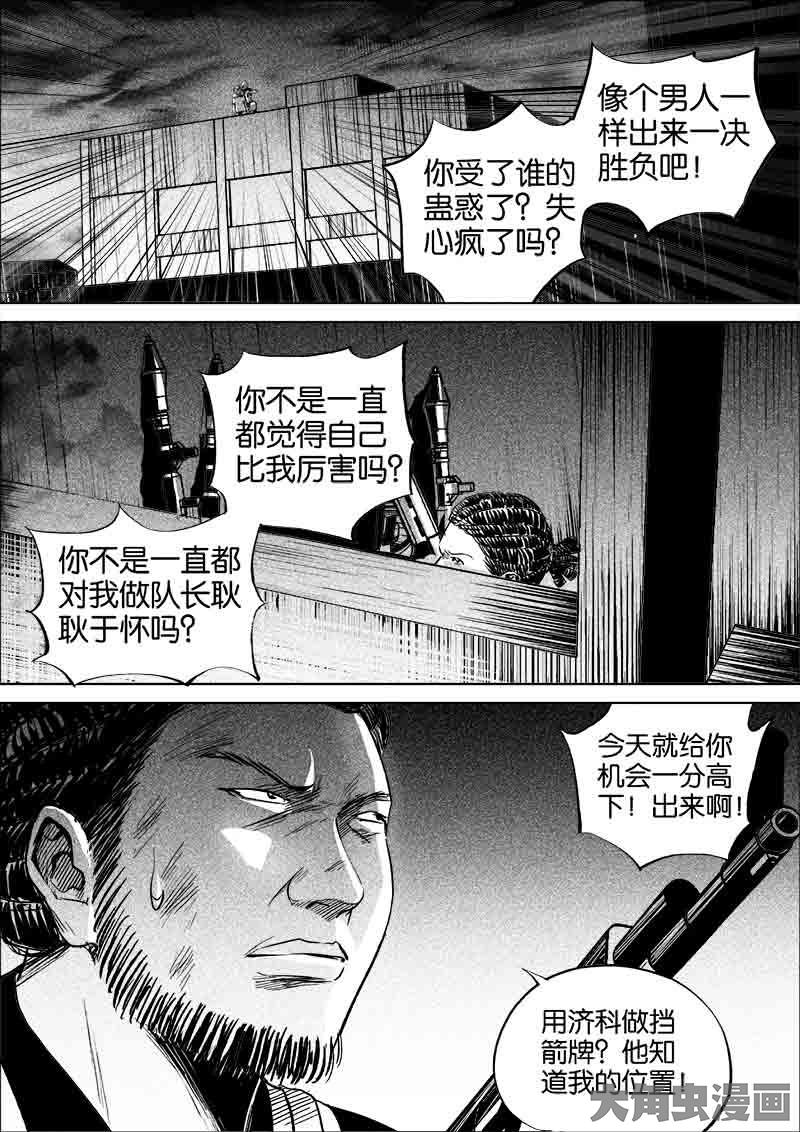 像个男人一
样出来一决
胜负吧！
你受了谁的
蛊惑了？失
心疯了吗？
你不是一直
都觉得自己
比我厉害吗？
你不是一直都
对我做队长耿
耿于怀吗？
今天就给你
机会一分高
下！出来啊！
用济科做挡
箭牌？他知
道我的位置！
大角虫漫画